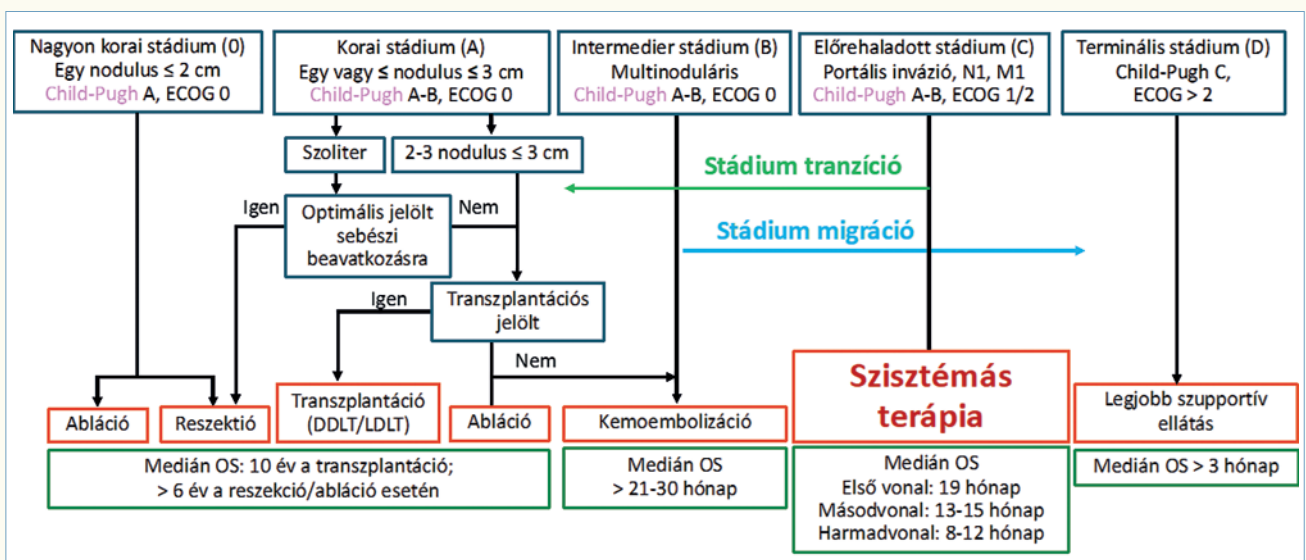 Nagyon korai stádium (0)
Egy nodulus ≤ 2 cm
Child-Pugh A, ECOG 0
Korai stádium (A)
Egy vagy ≤ nodulus ≤ 3 cm
Child-Pugh A-B, ECOG 0
Intermedier stádium (B)
Multinoduláris
Child-Pugh A-B, ECOG 0
Előrehaladott stádium (C)
Portális invázió, N1, M1
Child-Pugh A-B, ECOG 1/2
Terminális stádium (D)
Child-Pugh C,
ECOG > 2
Szoliter
2-3 nodulus ≤ 3 cm
Stádium tranzíció
Igen
Optimális jelölt
sebészi
beavatkozásra
Nem
Stádium migráció
Igen
Transzplantációs
jelölt
Nem
Abláció
Reszektió
Transzplantáció
(DDLT/LDLT)
Abláció
Kemoembolizáció
Szisztémás
terápia
Legjobb szupportív
ellátás
Medián OS: 10 év a transzplantáció;
> 6 év a reszekció/abláció esetén
Medián OS
> 21-30 hónap
Medián OS
Első vonal: 19 hónap
Másodvonal: 13-15 hónap
Harmadvonal: 8-12 hónap
Medián OS > 3 hónap